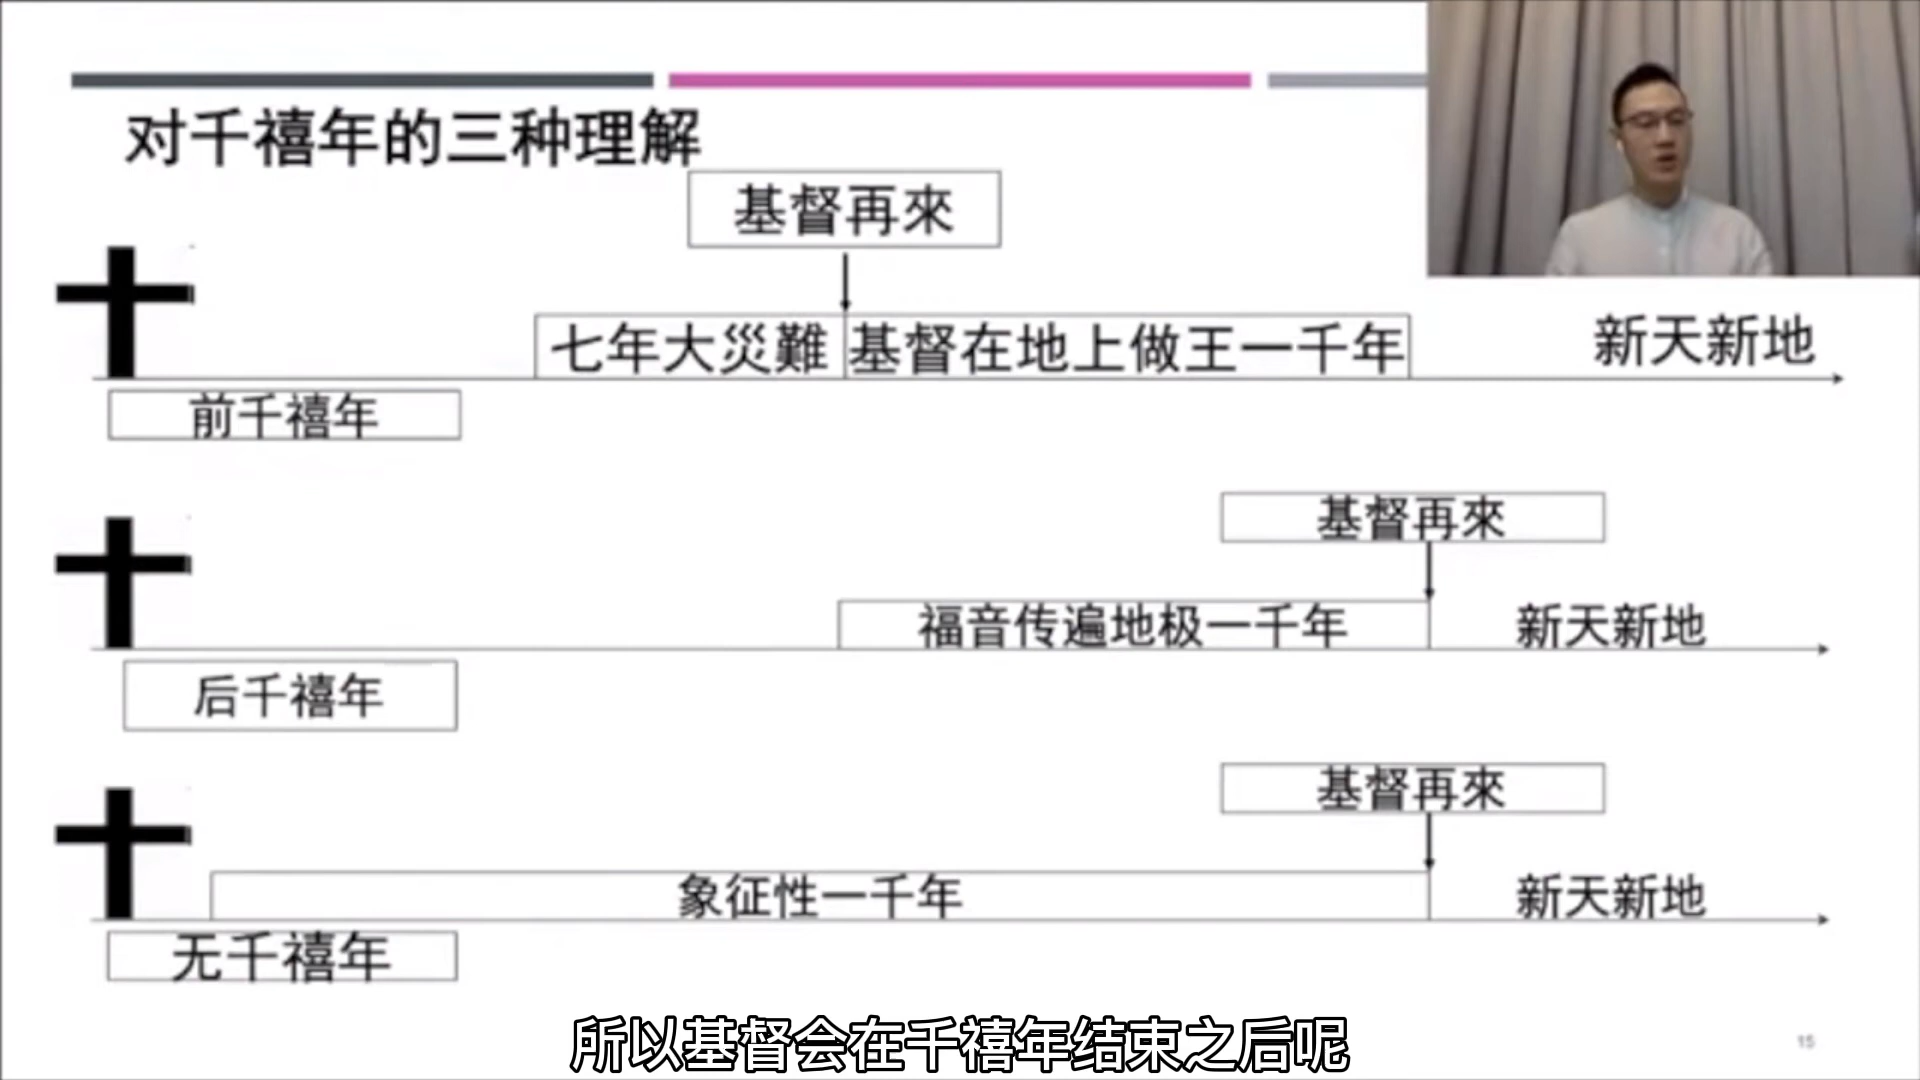 对千禧年的三种理解
基督再來
七年大災難 基督在地上做王一千年 新天新地
前千禧年
基督再來
福音传遍地极一千年 新天新地
后千禧年
基督再來
象征性一千年 新天新地
无千禧年
所以基督会在千禧年结束之后呢
15